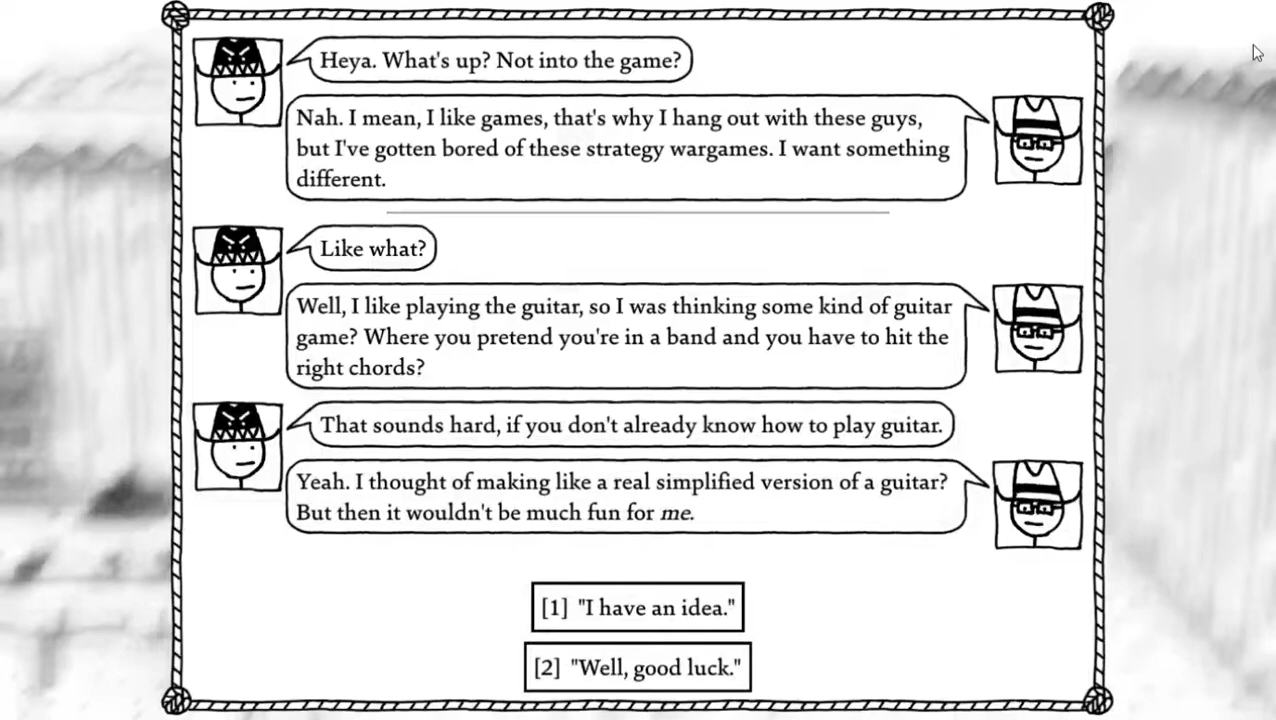 Heya. What's up? Not into the game?
Nah. I mean, I like games, that's why I hang out with these guys,
but I've gotten bored of these strategy wargames. I want something
different.
Like what?
Well, I like playing the guitar, so I was thinking some kind of guitar
game? Where you pretend you're in a band and you have to hit the
right chords?
That sounds hard, if you don't already know how to play guitar.
Yeah. I thought of making like a real simplified version of a guitar?
But then it wouldn't be much fun for me.
[1] "I have an idea."
[2] "Well, good luck."